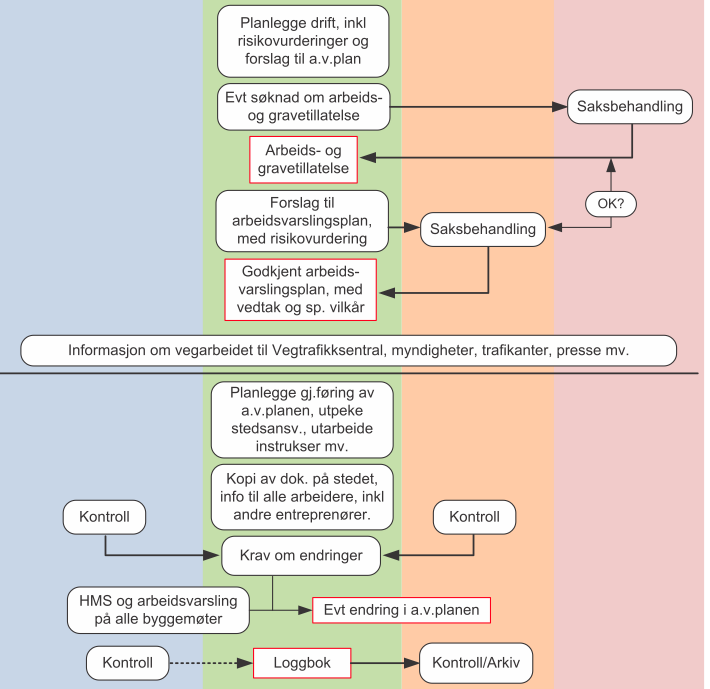 Planlegge drift, inkl
risikovurderinger og
forslag til a.v.plan
Evt søknad om arbeids-
og gravetillatelse
Saksbehandling
Arbeids- og
gravetillatelse
OK?
Forslag til
arbeidsvarslingsplan,
med risikovurdering
Saksbehandling
Godkjent arbeids-
varslingsplan, med
vedtak og sp. vilkår
Informasjon om vegarbeidet til Vegtrafikksentral, myndigheter, trafikanter, presse mv.
Planlegge gj.føring av
a.v.planen, utpeke
stedsansv., utarbeide
instrukser mv.
Kopi av dok. på stedet,
info til alle arbeidere, inkl
andre entreprenører.
Kontroll
Kontroll
Krav om endringer
HMS og arbeidsvarsling
på alle byggemøter
Evt endring i a.v.planen
Kontroll
Loggbok
Kontroll/Arkiv